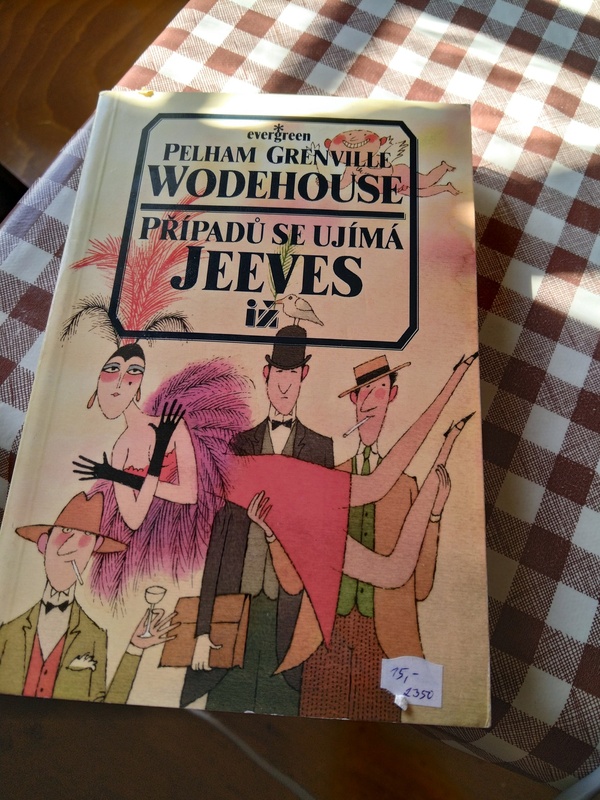 evergreen
PELHAM GRENVILLE
WODEHOUSE
PŘÍPADŮ SE UJÍMÁ
JEEVES
iž
15,-
2350